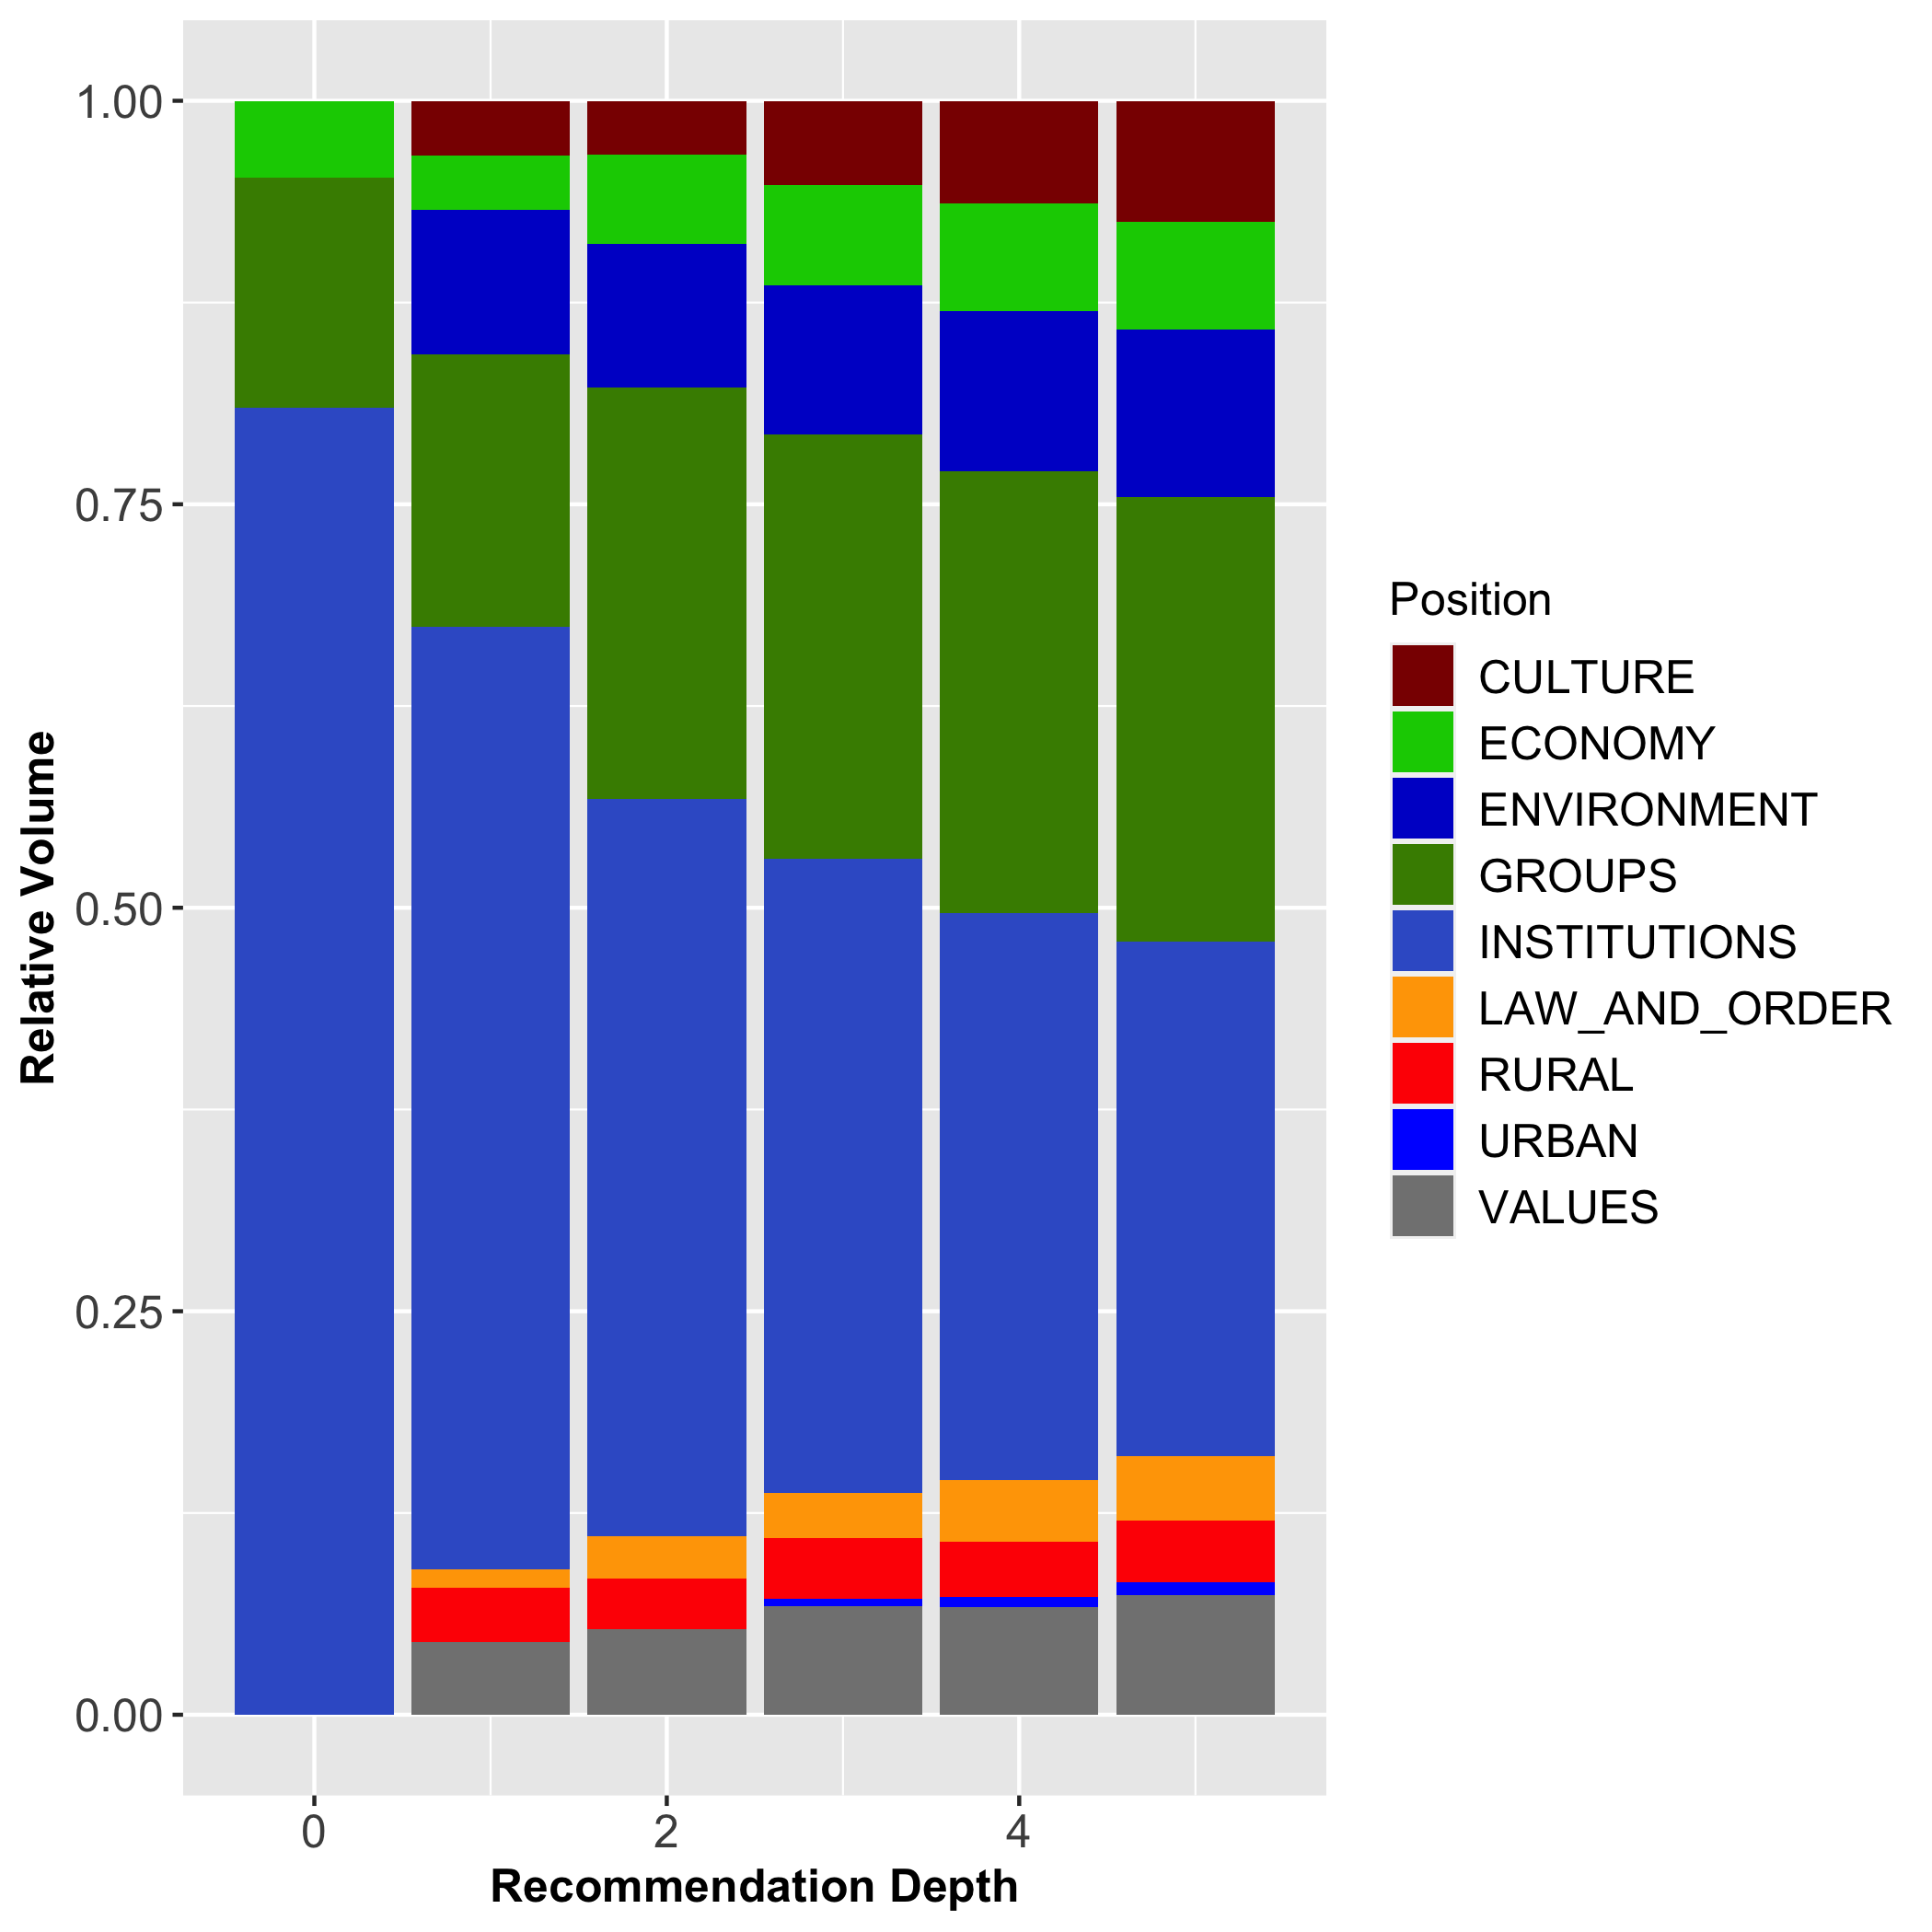 Relative Volume
1.00
0.75
0.50
0.25
0.00
0 2 4
Recommendation Depth
Position
CULTURE
ECONOMY
ENVIRONMENT
GROUPS
INSTITUTIONS
LAW_AND_ORDER
RURAL
URBAN
VALUES